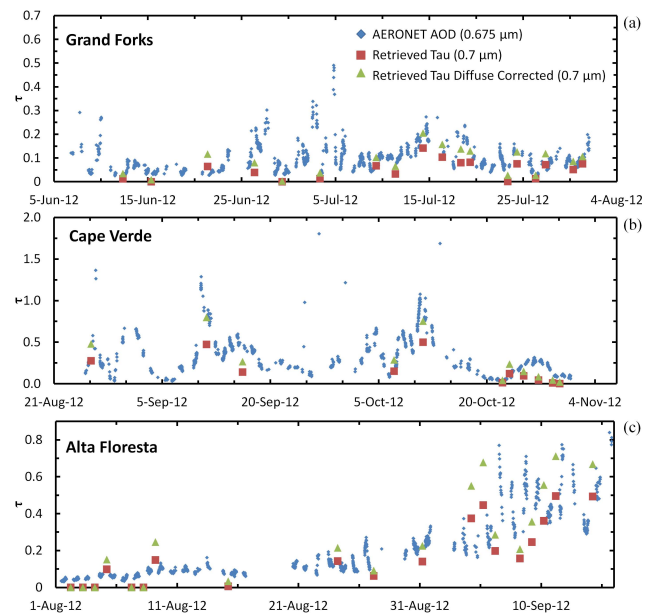 0.7
(a)
Grand Forks
AERONET AOD (0.675 µm)
0.6
Retrieved Tau (0.7 µm)
0.5
Retrieved Tau Diffuse Corrected (0.7 µm)
0.4
τ
0.3
0.2
0.1
0
5-Jun-12 15-Jun-12 25-Jun-12 5-Jul-12 15-Jul-12 25-Jul-12 4-Aug-12
2.0
(b)
Cape Verde
1.5
τ
1.0
0.5
0.0
21-Aug-12 5-Sep-12 20-Sep-12 5-Oct-12 20-Oct-12 4-Nov-12
(c)
Alta Floresta
0.8
0.6
τ
0.4
0.2
0
1-Aug-12 11-Aug-12 21-Aug-12 31-Aug-12 10-Sep-12